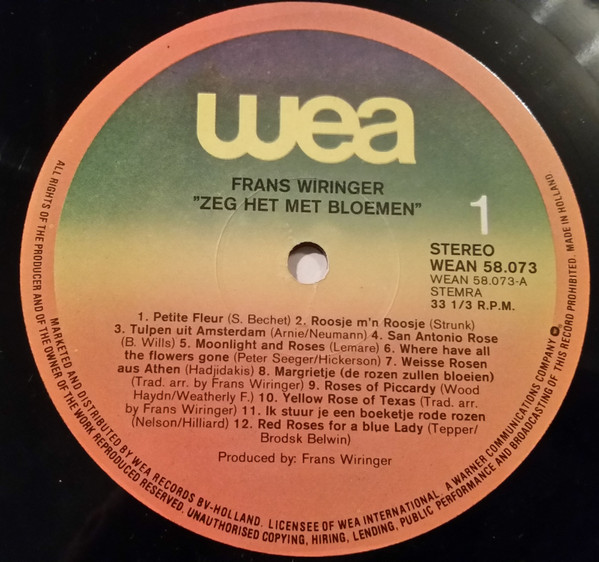 wea
FRANS WIRINGER
"ZEG HET MET BLOEMEN"
1
STEREO
WEAN 58.073
WEAN 58.073-A
STEMRA
33 1/3 R.P.M.
1. Petite Fleur (S. Bechet) 2. Roosje m'n Roosje (Strunk)
3. Tulpen uit Amsterdam (Arnie/Neumann) 4. San Antonio Rose
(B. Wills) 5. Moonlight and Roses (Lemare) 6. Where have all
the flowers gone (Peter Seeger/Hickerson) 7. Weisse Rosen
aus Athen (Hadjidakis) 8. Margrietje (de rozen zullen bloeien)
(Trad. arr. by Frans Wiringer) 9. Roses of Piccardy (Wood
Haydn/Weatherly F.) 10. Yellow Rose of Texas (Trad. arr.
by Frans Wiringer) 11. Ik stuur je een boeketje rode rozen
(Nelson/Hilliard) 12. Red Roses for a blue Lady (Tepper/
Brodsk Belwin)
Produced by: Frans Wiringer
MARKETED AND DISTRIBUTED BY WEA RECORDS BV-HOLLAND. LICENSEE OF WEA INTERNATIONAL. A WARNER COMMUNICATIONS COMPANY
ALL RIGHTS OF THE PRODUCER AND OF THE OWNER OF THE WORK REPRODUCED RESERVED. UNAUTHORISED COPYING, HIRING, LENDING, PUBLIC PERFORMANCE AND BROADCASTING OF THIS RECORD PROHIBITED. MADE IN HOLLAND